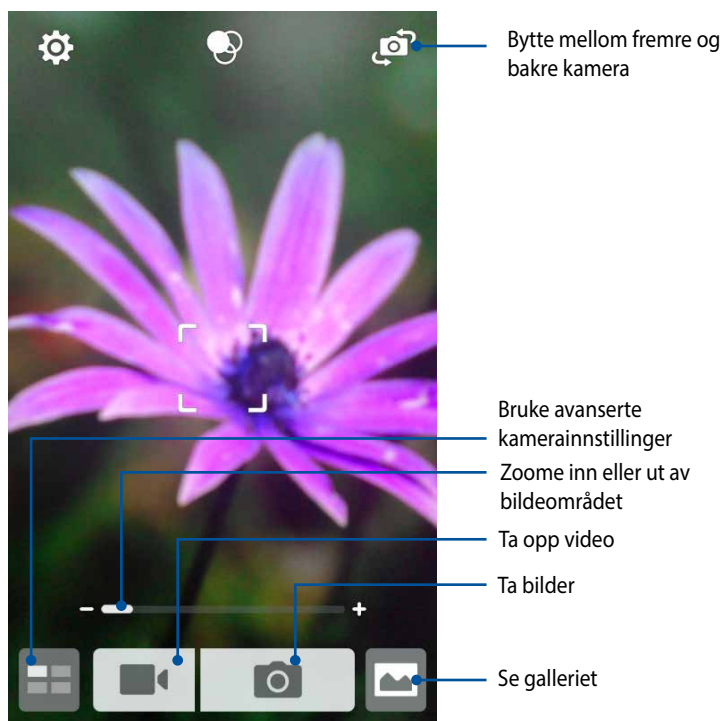 Bytte mellom fremre og
bakre kamera
Bruke avanserte
kamerainnstillinger
Zoome inn eller ut av
bildeområdet
Ta opp video
Ta bilder
Se galleriet